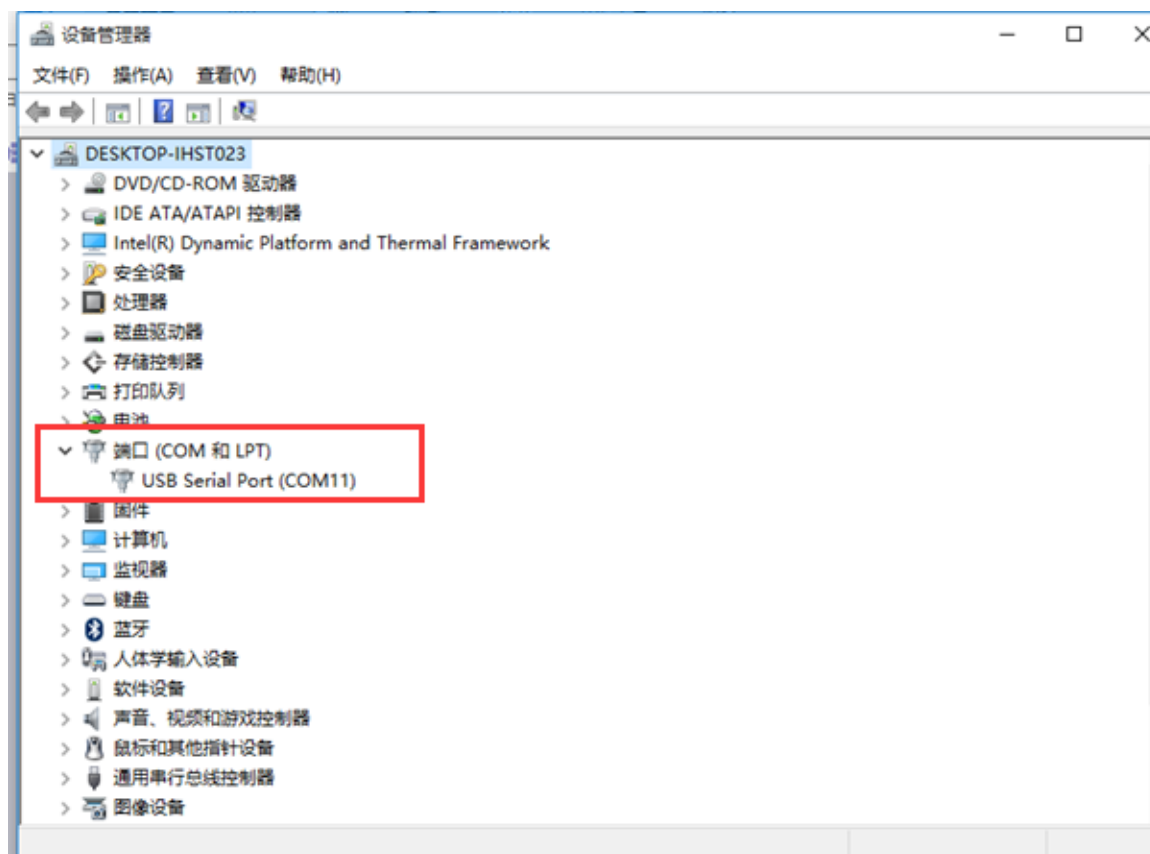 设备管理器
文件(F) 操作(A) 查看(V) 帮助(H)
DESKTOP-IHST023
DVD/CD-ROM 驱动器
IDE ATA/ATAPI 控制器
Intel(R) Dynamic Platform and Thermal Framework
安全设备
处理器
磁盘驱动器
存储控制器
打印队列
电池
端口 (COM 和 LPT)
USB Serial Port (COM11)
固件
计算机
监视器
键盘
蓝牙
人体学输入设备
软件设备
声音、视频和游戏控制器
鼠标和其他指针设备
通用串行总线控制器
图像设备